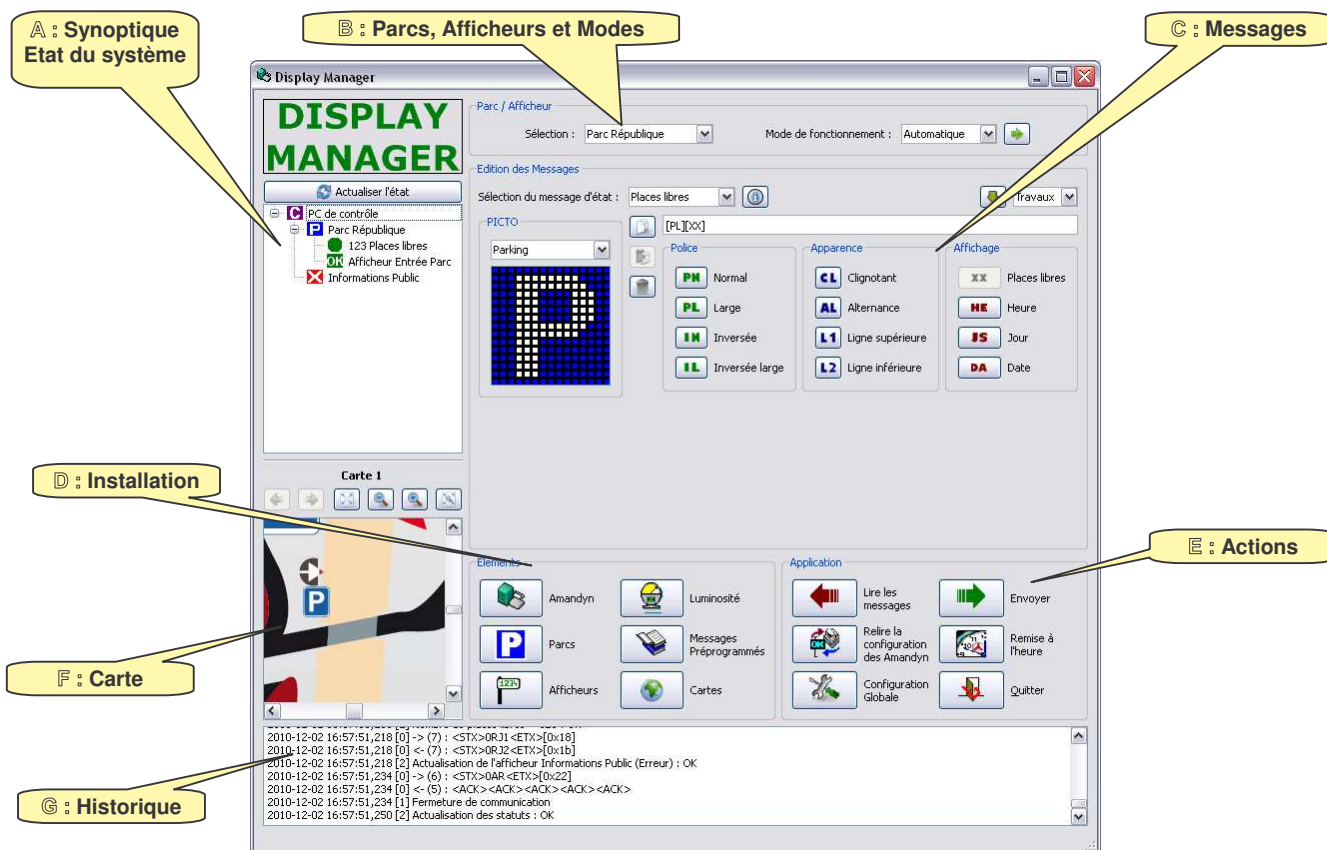 A : Synoptique
Etat du système
B : Parcs, Afficheurs et Modes
C : Messages
Display Manager
DISPLAY
MANAGER
Parc / Afficheur
Sélection : Parc République
Mode de fonctionnement : Automatique
Actualiser l'état
PC de contrôle
Parc République
123 Places libres
OK Afficheur Entrée Parc
Informations Public
Edition des Messages
Sélection du message d'état : Places libres
Travaux
PICTO
Parking
[PL][XX]
Police
PN Normal
PL Large
IN Inversée
IL Inversée large
Apparence
CL Clignotant
AL Alternance
L1 Ligne supérieure
L2 Ligne inférieure
Affichage
XX Places libres
HE Heure
JS Jour
DA Date
D : Installation
Carte 1
P
F : Carte
E : Actions
Elements
Amandyn
Luminosité
Parcs
Messages
Préprogrammés
1234
Afficheurs
Cartes
Application
Lire les
messages
Envoyer
Relire la
configuration
des Amandyn
Remise à
l'heure
Configuration
Globale
Quitter
G : Historique
2010-12-02 16:57:51,218 [0] -> (7) : <STX>0RJ1<ETX>[0x18]
2010-12-02 16:57:51,218 [0] <- (7) : <STX>0RJ2<ETX>[0x1b]
2010-12-02 16:57:51,218 [2] Actualisation de l'afficheur Informations Public (Erreur) : OK
2010-12-02 16:57:51,234 [0] -> (6) : <STX>0AR<ETX>[0x22]
2010-12-02 16:57:51,234 [0] <- (5) : <ACK><ACK><ACK><ACK><ACK>
2010-12-02 16:57:51,234 [1] Fermeture de communication
2010-12-02 16:57:51,250 [2] Actualisation des statuts : OK